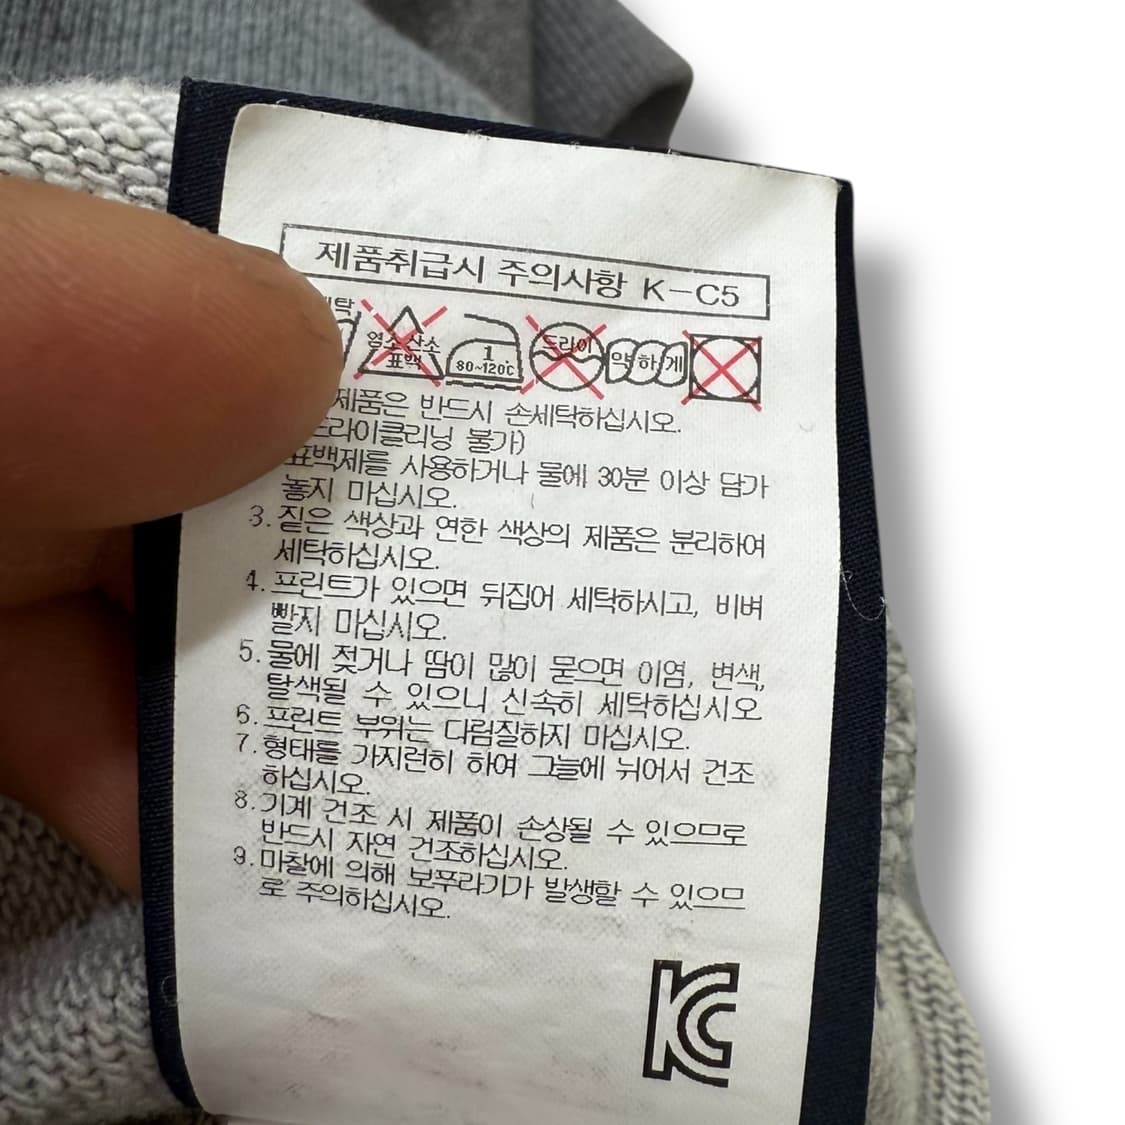 제품취급시 주의사항 K-C5
염소산소
표백
1
80~120℃
드라이
약하게
제품은 반드시 손세탁하십시오.
드라이클리닝 불가)
표백제를 사용하거나 물에 30분 이상 담가
놓지 마십시오.
3. 짙은 색상과 연한 색상의 제품은 분리하여
세탁하십시오.
4. 프린트가 있으면 뒤집어 세탁하시고, 비벼
빨지 마십시오.
5. 물에 젖거나 땀이 많이 묻으면 이염, 변색,
탈색될 수 있으니 신속히 세탁하십시오
6. 프린트 부위는 다림질하지 마십시오.
7. 형태를 가지런히 하여 그늘에 뉘어서 건조
하십시오.
8. 기계 건조 시 제품이 손상될 수 있으므로
반드시 자연 건조하십시오.
9. 마찰에 의해 보푸라기가 발생할 수 있으므
로 주의하십시오.
KC